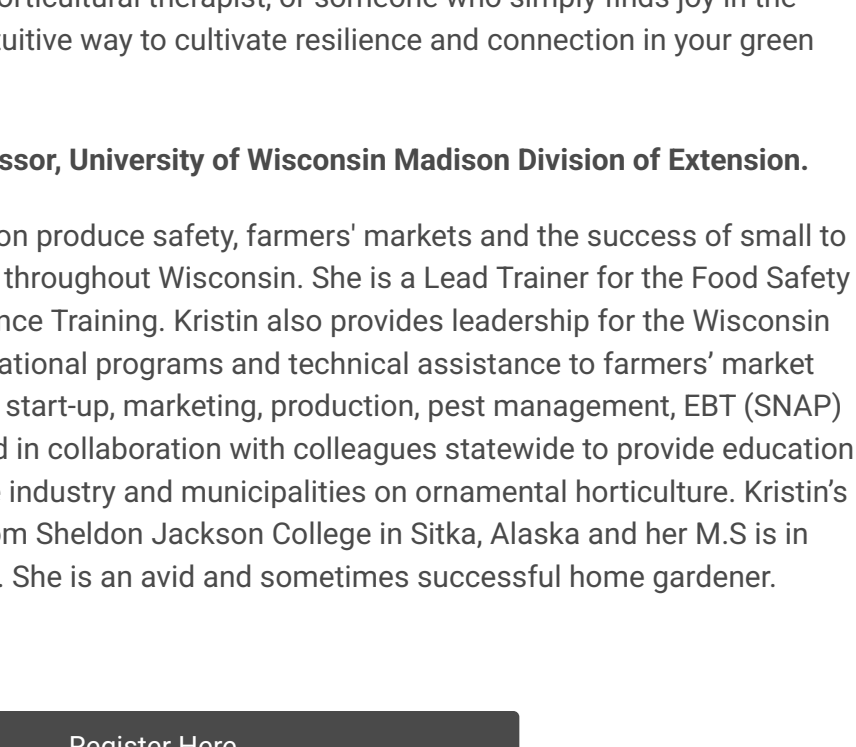 horticultural therapist, or someone who simply finds joy in the
tuitive way to cultivate resilience and connection in your green
ssor, University of Wisconsin Madison Division of Extension.
on produce safety, farmers' markets and the success of small to
throughout Wisconsin. She is a Lead Trainer for the Food Safety
nce Training. Kristin also provides leadership for the Wisconsin
ational programs and technical assistance to farmers’ market
start-up, marketing, production, pest management, EBT (SNAP)
d in collaboration with colleagues statewide to provide education
e industry and municipalities on ornamental horticulture. Kristin’s
om Sheldon Jackson College in Sitka, Alaska and her M.S is in
. She is an avid and sometimes successful home gardener.
Register Here